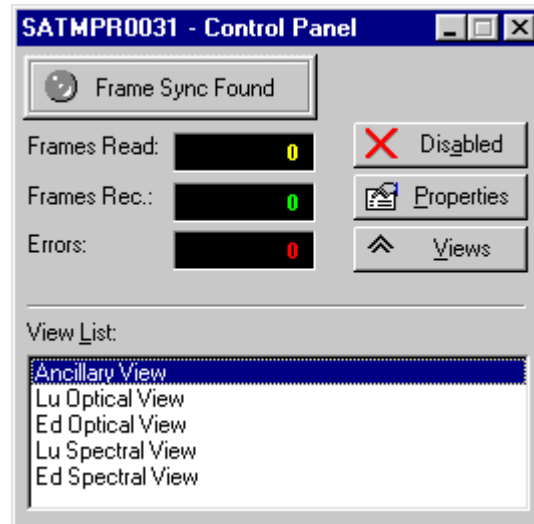 SATMPR0031 - Control Panel
Frame Sync Found
Frames Read: 0
Disabled
Frames Rec.: 0
Properties
Errors: 0
Views
View List:
Ancillary View
Lu Optical View
Ed Optical View
Lu Spectral View
Ed Spectral View